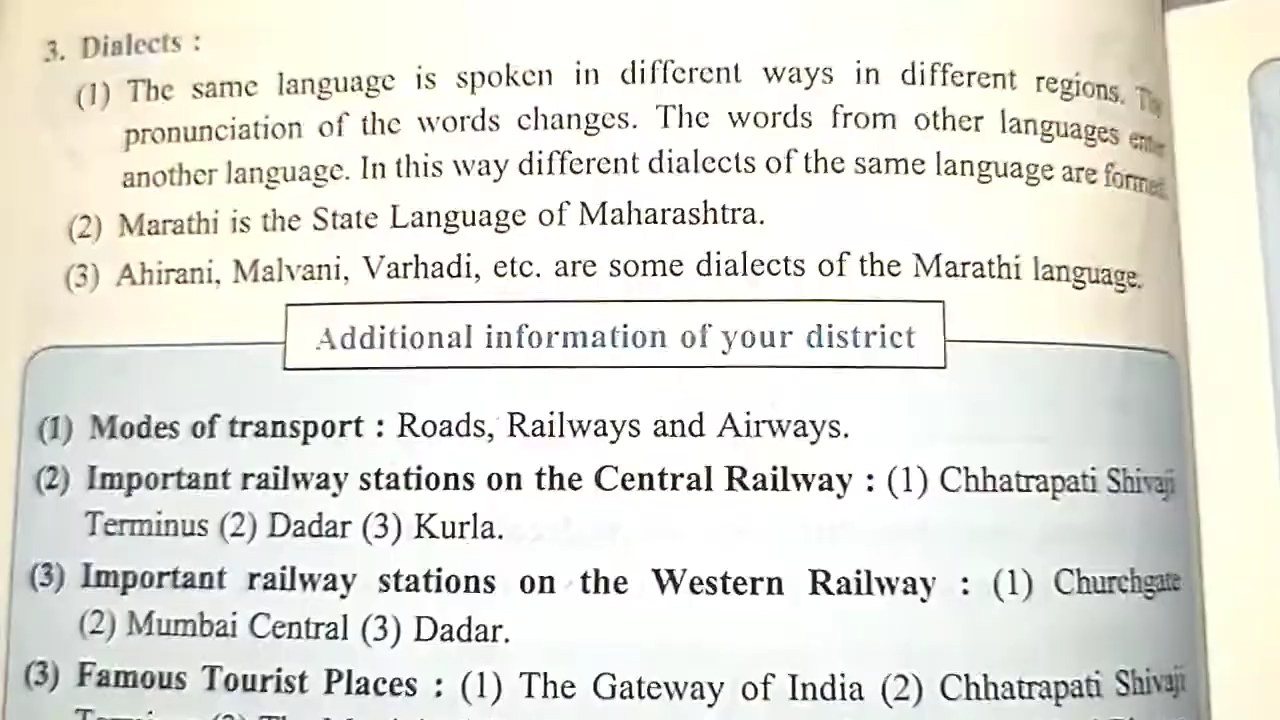 3. Dialects :
(1) The same language is spoken in different ways in different regions.
pronunciation of the words changes. The words from other languages
another language. In this way different dialects of the same language are formed.
(2) Marathi is the State Language of Maharashtra.
(3) Ahirani, Malvani, Varhadi, etc. are some dialects of the Marathi language.
Additional information of your district
(1) Modes of transport : Roads, Railways and Airways.
(2) Important railway stations on the Central Railway : (1) Chhatrapati Shivaji
Terminus (2) Dadar (3) Kurla.
(3) Important railway stations on the Western Railway : (1) Churchgate
(2) Mumbai Central (3) Dadar.
(3) Famous Tourist Places : (1) The Gateway of India (2) Chhatrapati Shivaji